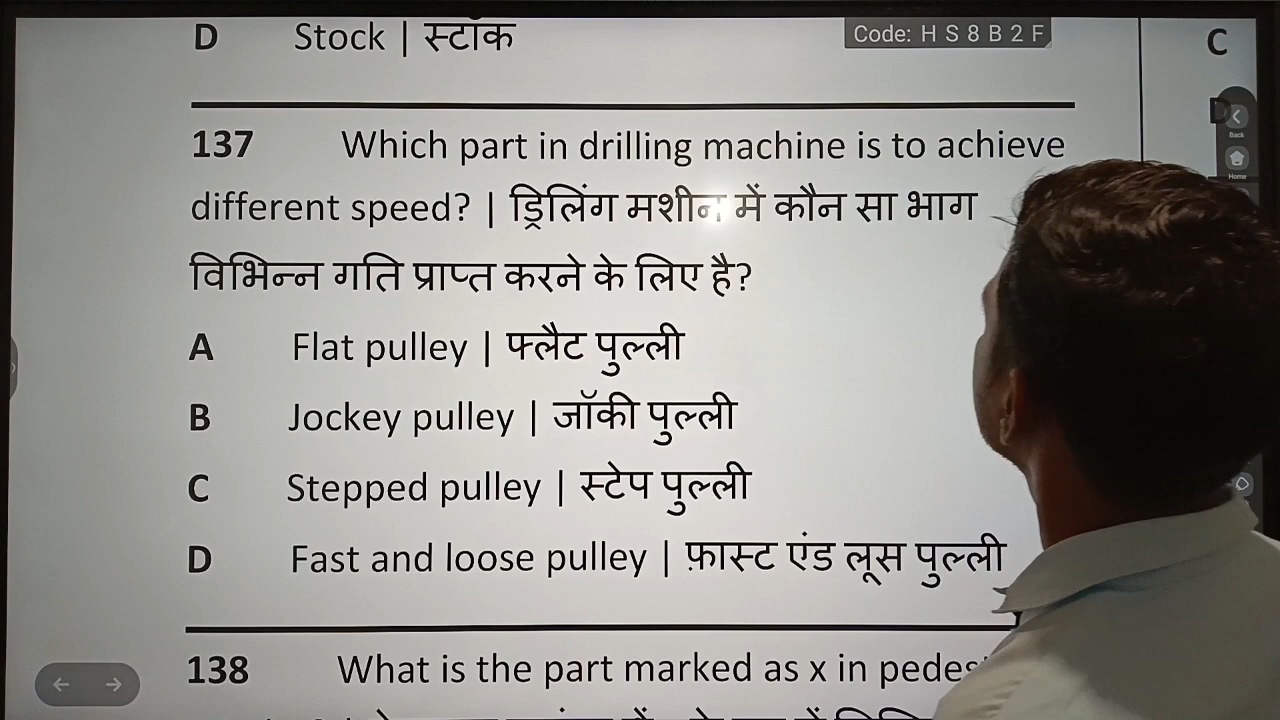 D Stock | स्टॉक
Code: H S 8 B 2 F
C
D
Back
Home
137 Which part in drilling machine is to achieve
different speed? | ड्रिलिंग मशीन में कौन सा भाग
विभिन्न गति प्राप्त करने के लिए है?
A Flat pulley | फ्लैट पुल्ली
B Jockey pulley | जॉकी पुल्ली
C Stepped pulley | स्टेप पुल्ली
D Fast and loose pulley | फ़ास्ट एंड लूस पुल्ली
138 What is the part marked as x in